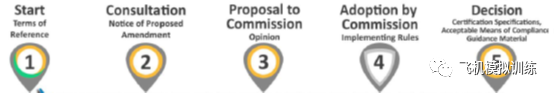 Start
Terms of
Reference
1
Consultation
Notice of Proposed
Amendment
2
Proposal to
Commission
Opinion
3
Adoption by
Commission
Implementing Rules
4
Decision
Certification Specifications,
Acceptable Means of Compliance
Guidance Material
5
飞机模拟训练